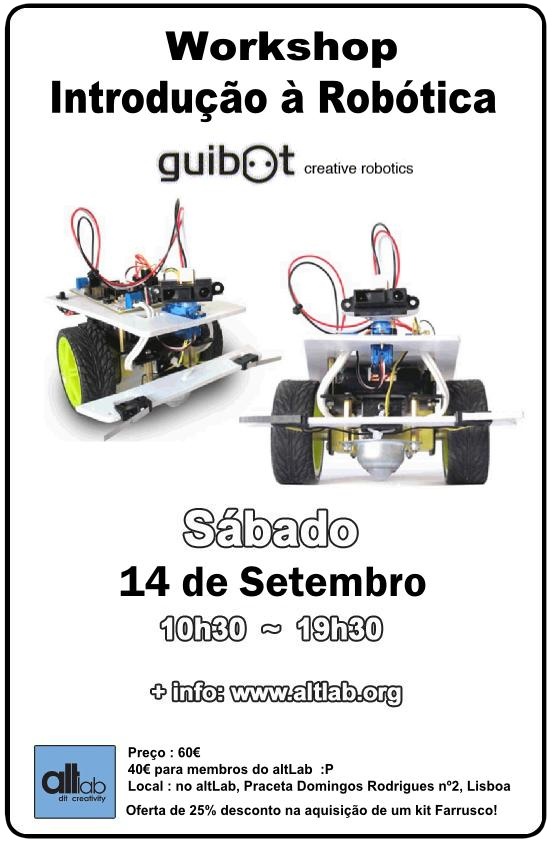 Workshop
Introdução à Robótica
guibot creative robotics
Sábado
14 de Setembro
10h30 ~ 19h30
+ info: www.altlab.org
altlab
dit creativity
Preço : 60€
40€ para membros do altLab :P
Local : no altLab, Praceta Domingos Rodrigues nº2, Lisboa
Oferta de 25% desconto na aquisição de um kit Farrusco!